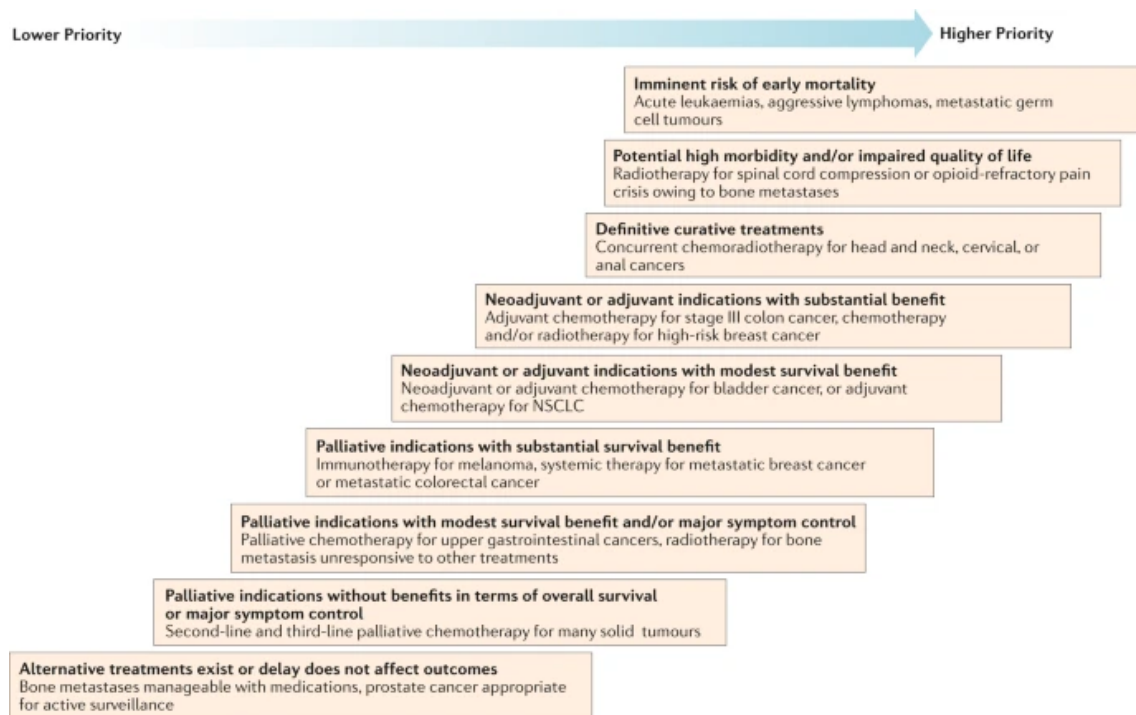 Lower Priority
Higher Priority
Imminent risk of early mortality
Acute leukaemias, aggressive lymphomas, metastatic germ
cell tumours
Potential high morbidity and/or impaired quality of life
Radiotherapy for spinal cord compression or opioid-refractory pain
crisis owing to bone metastases
Definitive curative treatments
Concurrent chemoradiotherapy for head and neck, cervical, or
anal cancers
Neoadjuvant or adjuvant indications with substantial benefit
Adjuvant chemotherapy for stage III colon cancer, chemotherapy
and/or radiotherapy for high-risk breast cancer
Neoadjuvant or adjuvant indications with modest survival benefit
Neoadjuvant or adjuvant chemotherapy for bladder cancer, or adjuvant
chemotherapy for NSCLC
Palliative indications with substantial survival benefit
Immunotherapy for melanoma, systemic therapy for metastatic breast cancer
or metastatic colorectal cancer
Palliative indications with modest survival benefit and/or major symptom control
Palliative chemotherapy for upper gastrointestinal cancers, radiotherapy for bone
metastasis unresponsive to other treatments
Palliative indications without benefits in terms of overall survival
or major symptom control
Second-line and third-line palliative chemotherapy for many solid tumours
Alternative treatments exist or delay does not affect outcomes
Bone metastases manageable with medications, prostate cancer appropriate
for active surveillance